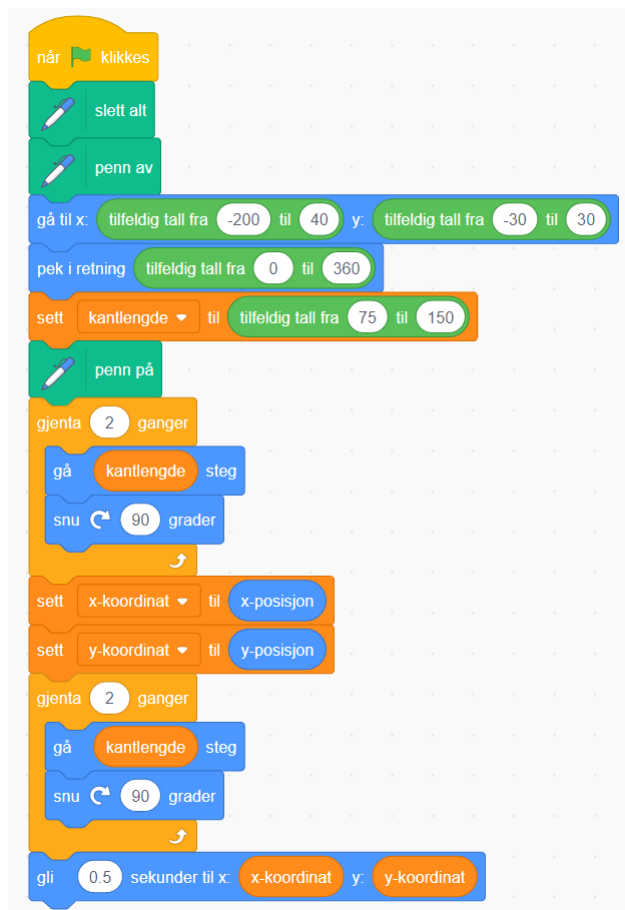 når klikkes
slett alt
penn av
gå til x: tilfeldig tall fra -200 til 40 y: tilfeldig tall fra -30 til 30
pek i retning tilfeldig tall fra 0 til 360
sett kantlengde til tilfeldig tall fra 75 til 150
penn på
gjenta 2 ganger
gå kantlengde steg
snu 90 grader
sett x-koordinat til x-posisjon
sett y-koordinat til y-posisjon
gjenta 2 ganger
gå kantlengde steg
snu 90 grader
gli 0.5 sekunder til x: x-koordinat y: y-koordinat